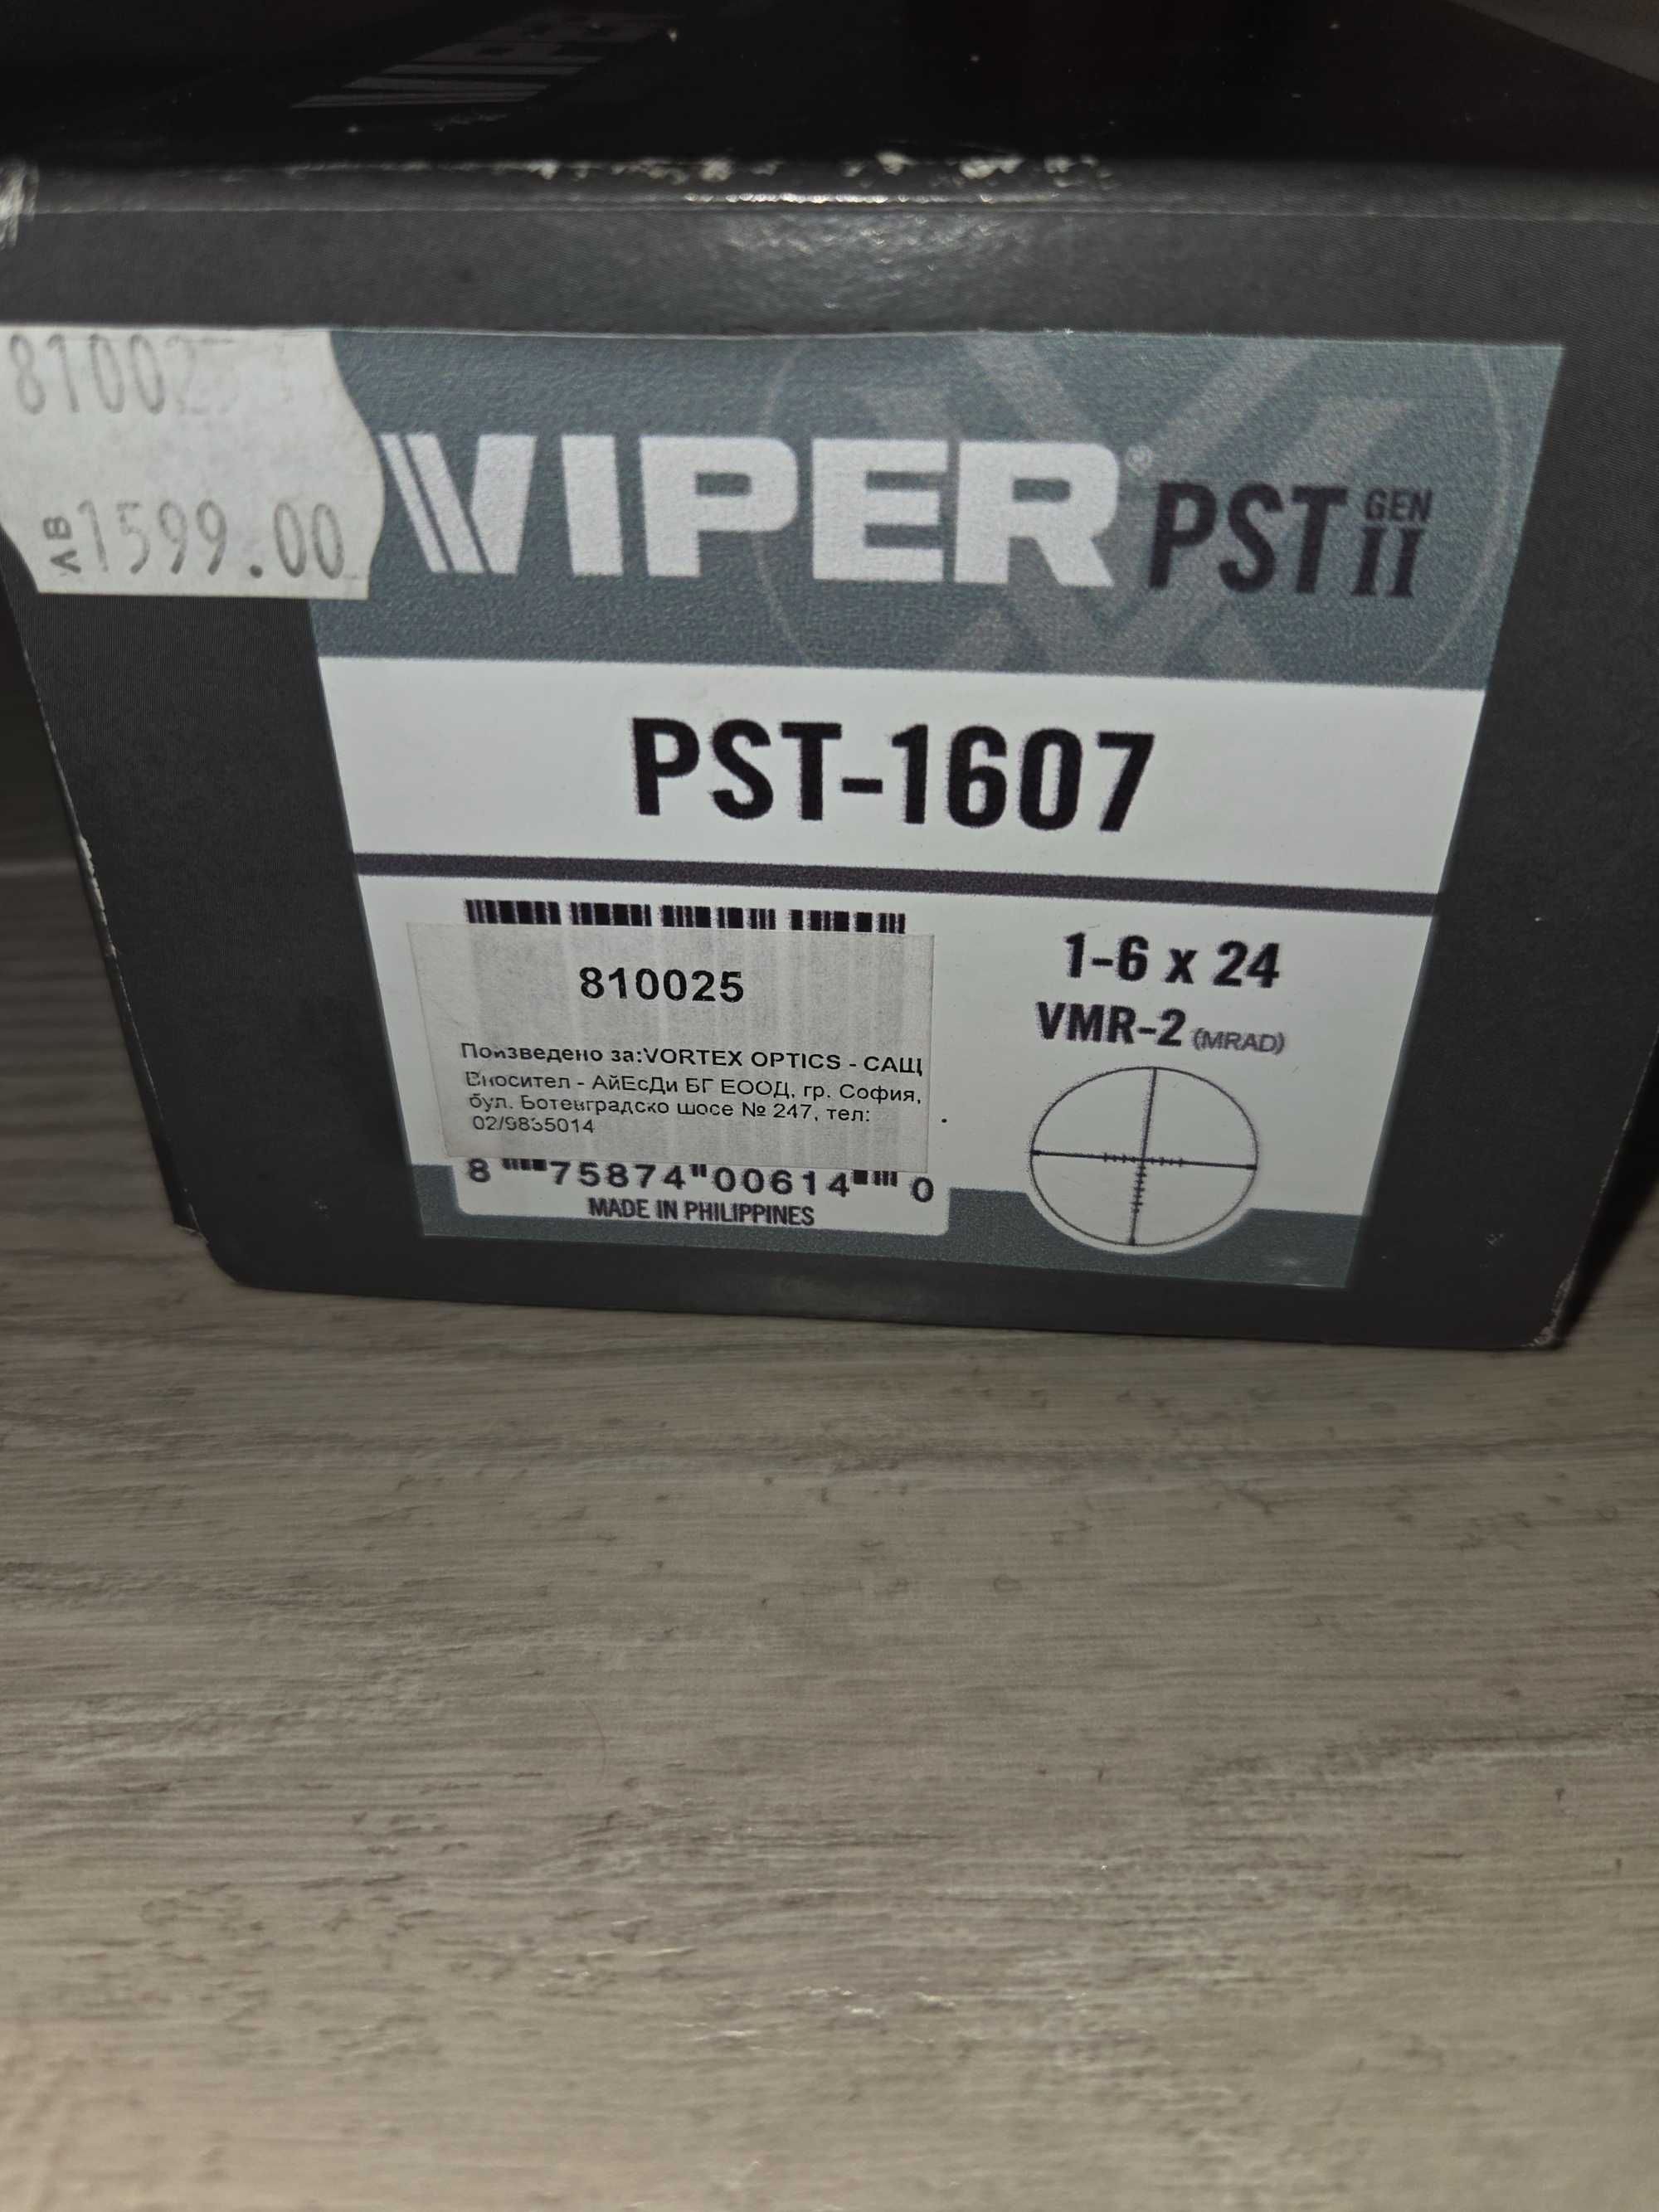 VIPER
810025
ЛВ 1599.00
VIPER® PST GEN II
PST-1607
810025
Произведено за:VORTEX OPTICS - САЩ
Вносител - АйЕсДи БГ ЕООД, гр. София,
бул. Ботевградско шосе № 247, тел:
02/9835014
8 75874 00614 0
MADE IN PHILIPPINES
1-6 x 24
VMR-2 (MRAD)